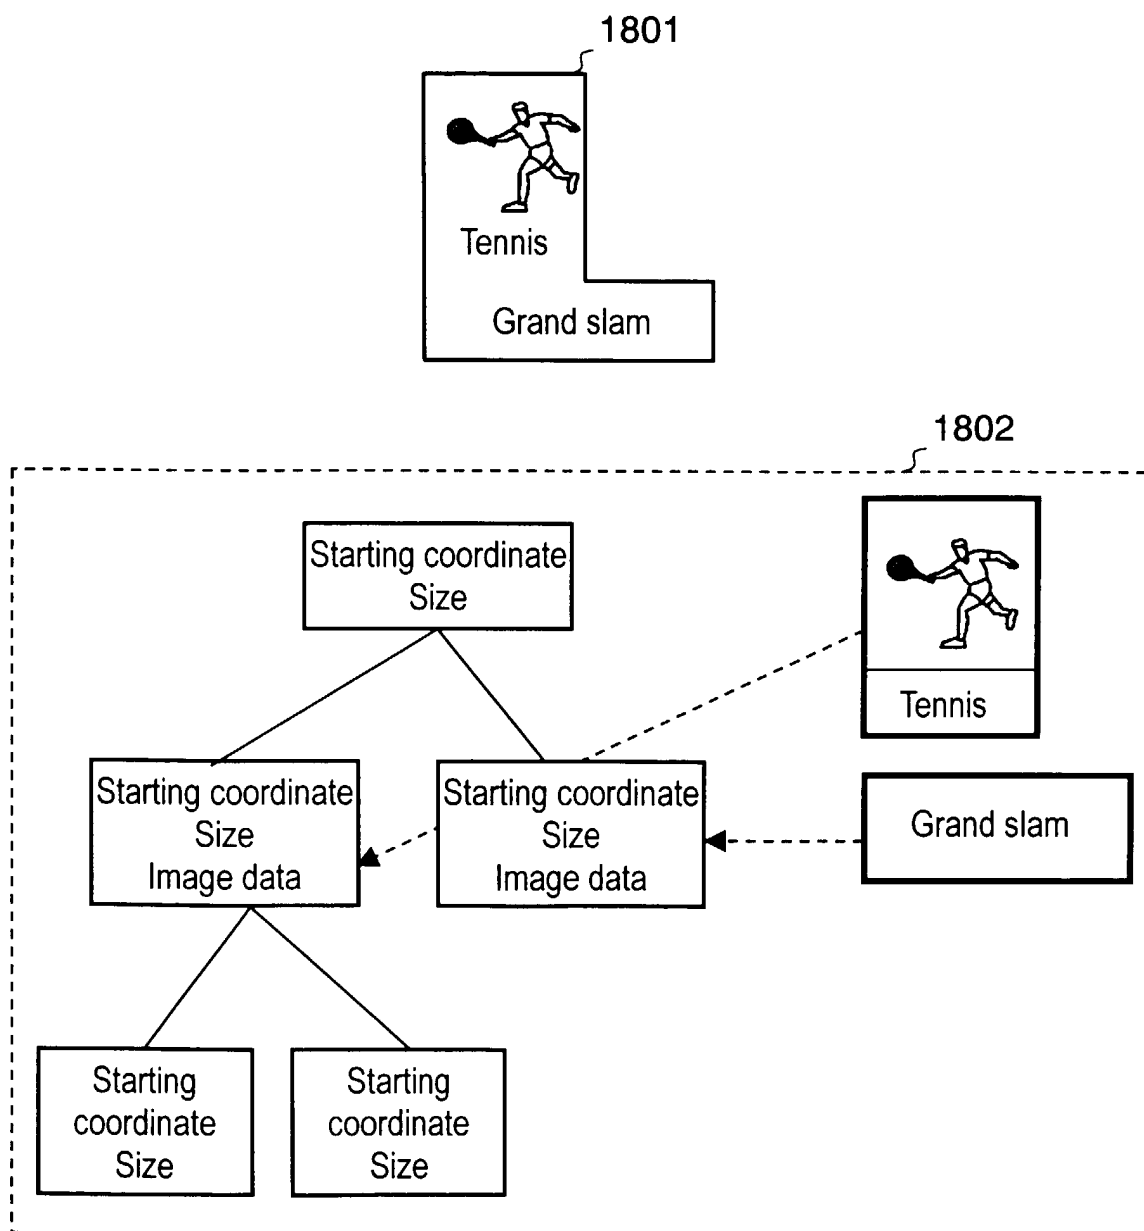 1801
Tennis
Grand slam
1802
Starting coordinate
Size
Tennis
Starting coordinate
Size
Image data
Starting coordinate
Size
Image data
Grand slam
Starting
coordinate
Size
Starting
coordinate
Size